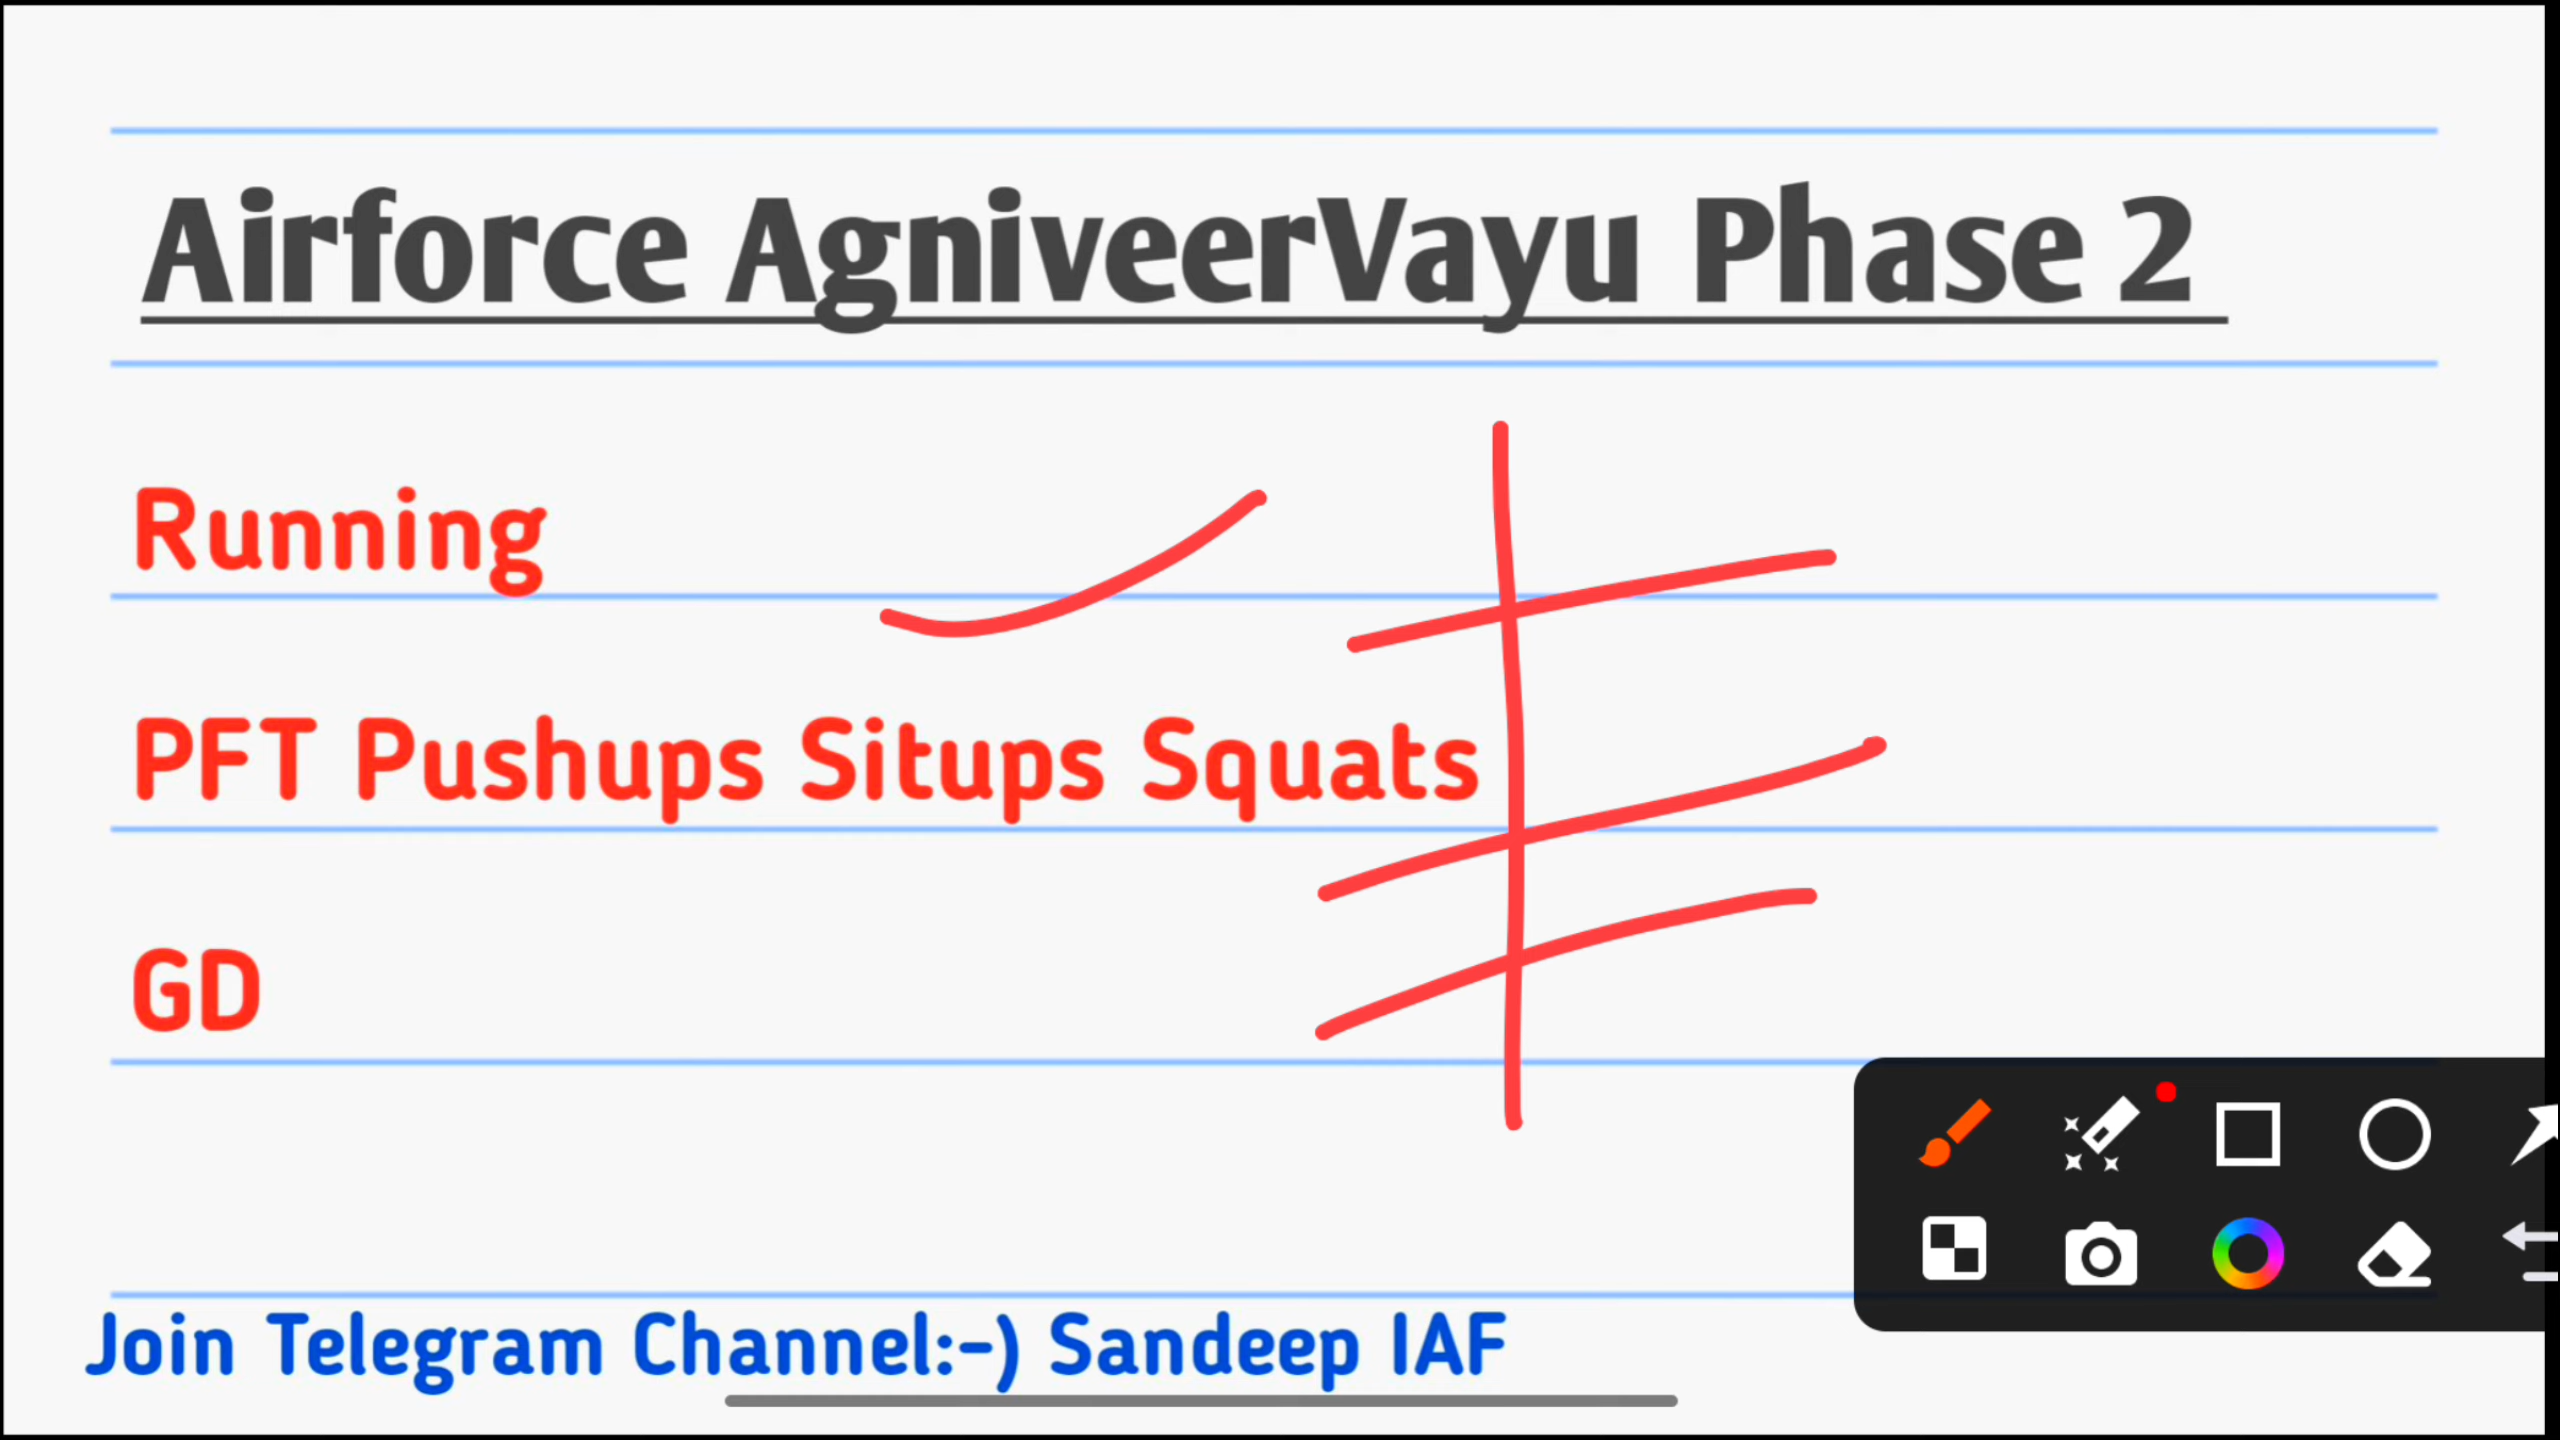 Airforce AgniveerVayu Phase 2
Running
PFT Pushups Situps Squats
GD
Join Telegram Channel:-) Sandeep IAF